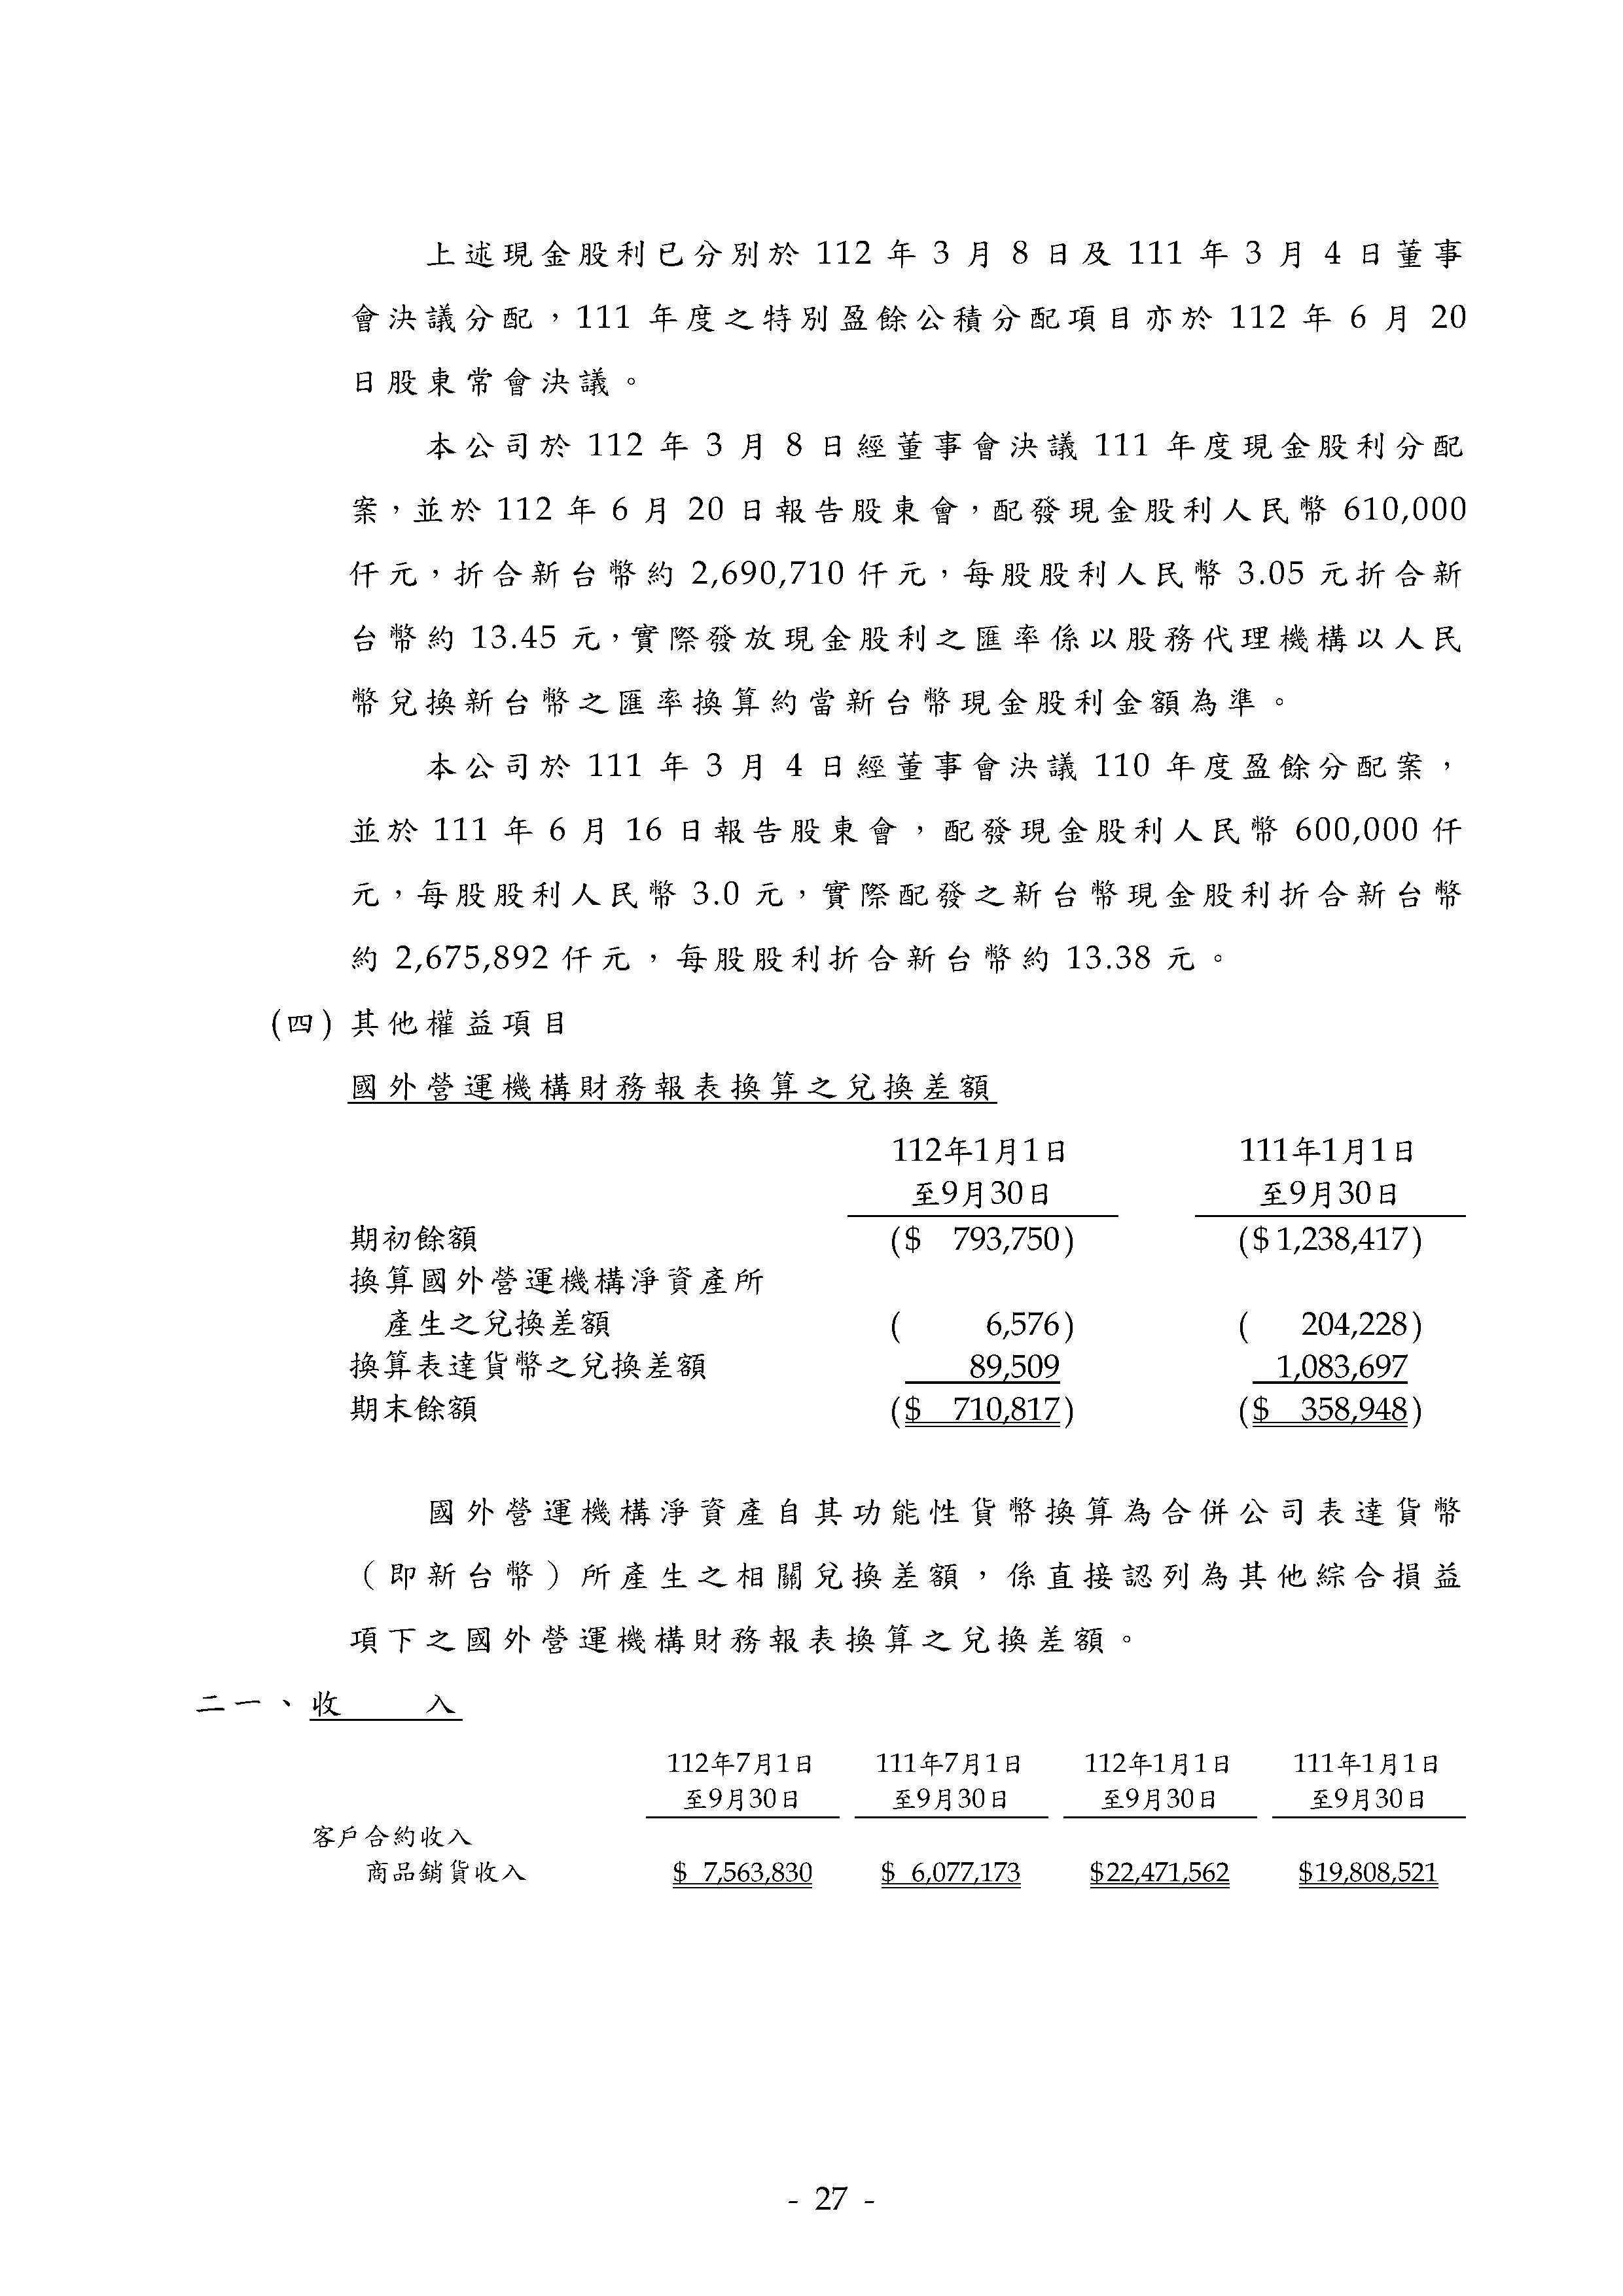 上述現金股利已分別於 112 年 3 月 8 日及 111 年 3 月 4 日董事
會決議分配，111 年度之特別盈餘公積分配項目亦於 112 年 6 月 20
日股東常會決議。
本公司於 112 年 3 月 8 日經董事會決議 111 年度現金股利分配
案，並於 112 年 6 月 20 日報告股東會，配發現金股利人民幣 610,000
仟元，折合新台幣約 2,690,710 仟元，每股股利人民幣 3.05 元折合新
台幣約 13.45 元，實際發放現金股利之匯率係以股務代理機構以人民
幣兌換新台幣之匯率換算約當新台幣現金股利金額為準。
本公司於 111 年 3 月 4 日經董事會決議 110 年度盈餘分配案，
並於 111 年 6 月 16 日報告股東會，配發現金股利人民幣 600,000 仟
元，每股股利人民幣 3.0 元，實際配發之新台幣現金股利折合新台幣
約 2,675,892 仟元，每股股利折合新台幣約 13.38 元。
(四) 其他權益項目
國外營運機構財務報表換算之兌換差額
112年1月1日 111年1月1日
至9月30日 至9月30日
期初餘額 ($ 793,750) ($ 1,238,417)
換算國外營運機構淨資產所
產生之兌換差額 ( 6,576) ( 204,228)
換算表達貨幣之兌換差額 89,509 1,083,697
期末餘額 ($ 710,817) ($ 358,948)
國外營運機構淨資產自其功能性貨幣換算為合併公司表達貨幣
（即新台幣）所產生之相關兌換差額，係直接認列為其他綜合損益
項下之國外營運機構財務報表換算之兌換差額。
二一、收　　入
112年7月1日 111年7月1日 112年1月1日 111年1月1日
至9月30日 至9月30日 至9月30日 至9月30日
客戶合約收入
商品銷貨收入 $ 7,563,830 $ 6,077,173 $22,471,562 $19,808,521
- 27 -